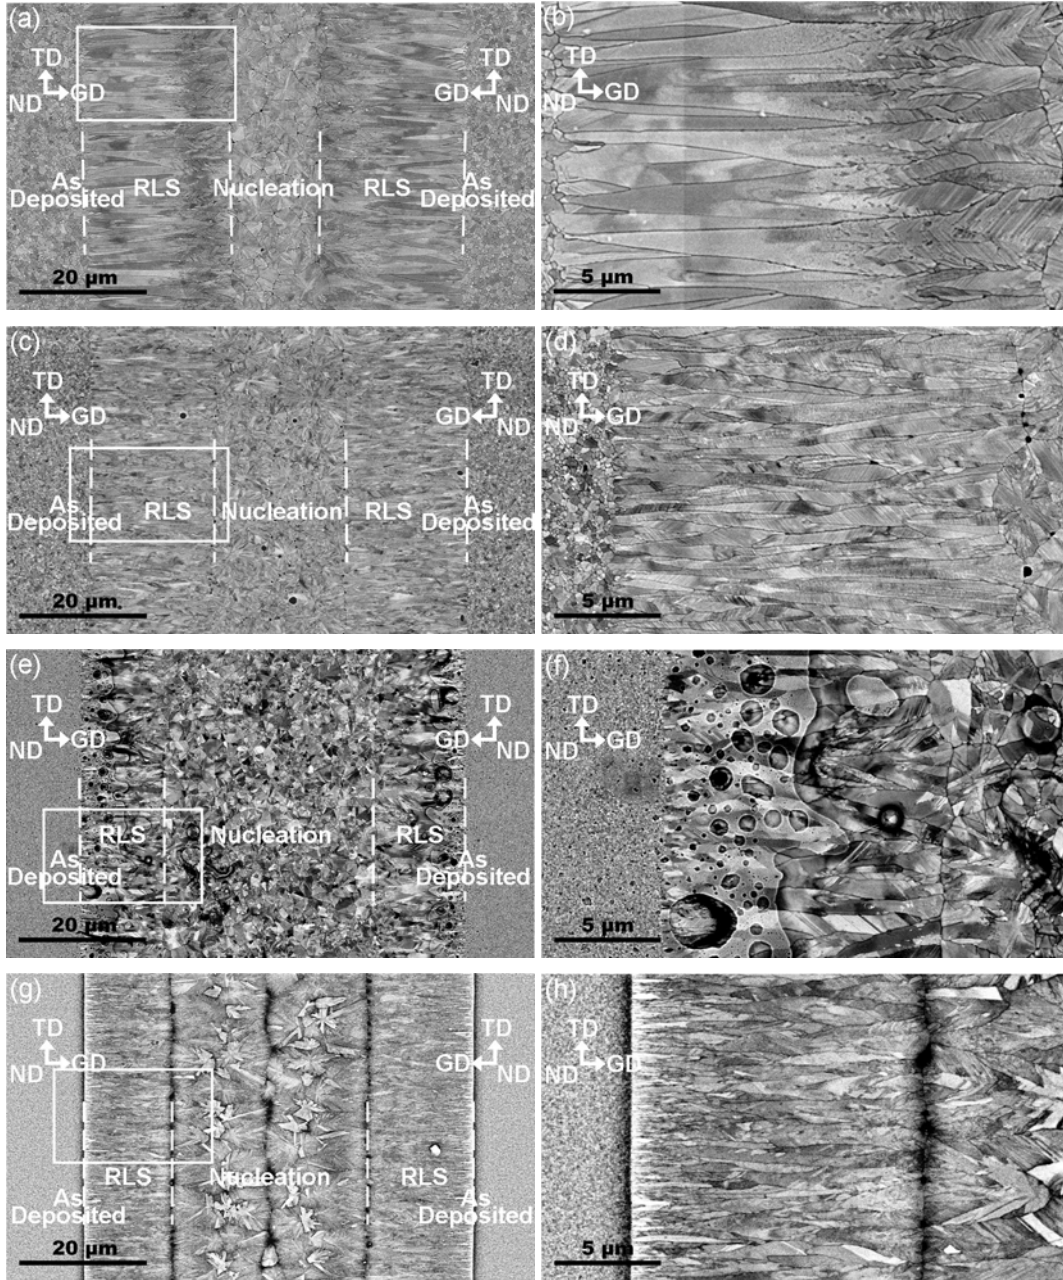 (a)
TD
ND GD
TD
GD ND
As Deposited
RLS
Nucleation
RLS
As Deposited
20 µm
(b)
TD
ND GD
5 µm
(c)
TD
ND GD
TD
GD ND
As Deposited
RLS
Nucleation
RLS
As Deposited
20 µm
(d)
TD
ND GD
5 µm
(e)
TD
ND GD
TD
GD ND
As Deposited
RLS
Nucleation
RLS
As Deposited
20 µm
(f)
TD
ND GD
5 µm
(g)
TD
ND GD
TD
GD ND
As Deposited
RLS
Nucleation
RLS
As Deposited
20 µm
(h)
TD
ND GD
5 µm